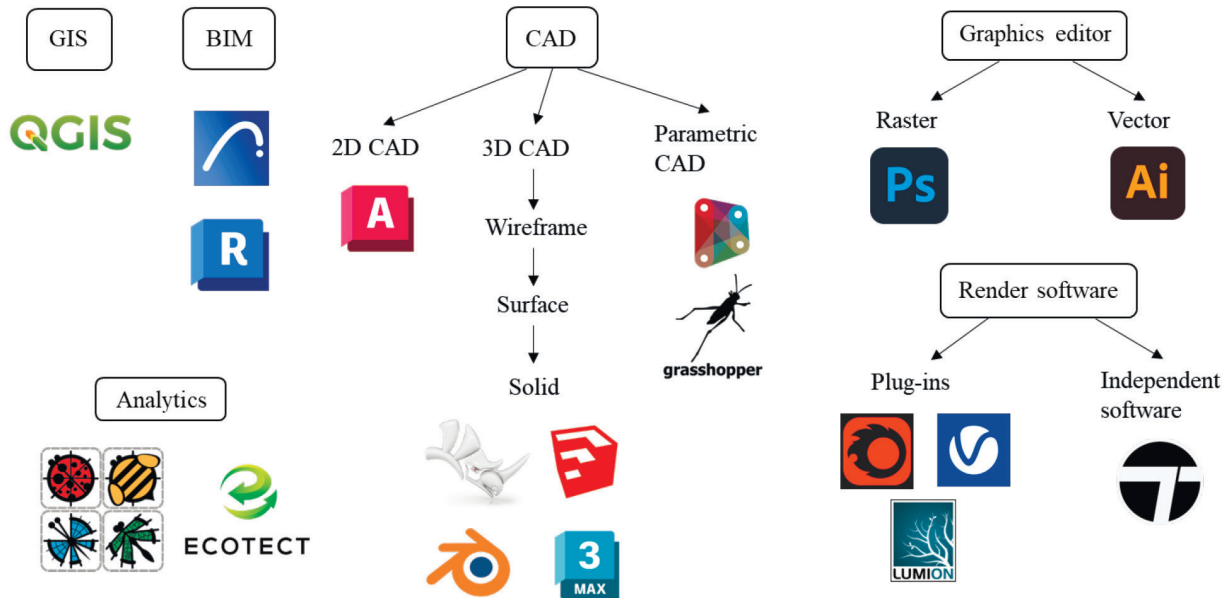 GIS
BIM
CAD
Graphics editor
QGIS
2D CAD
3D CAD
Parametric
CAD
Raster
Vector
A
R
Ps
Ai
Wireframe
Surface
grasshopper
Render software
Solid
Plug-ins
Independent
software
Analytics
ECOTECT
3
MAX
LUMION